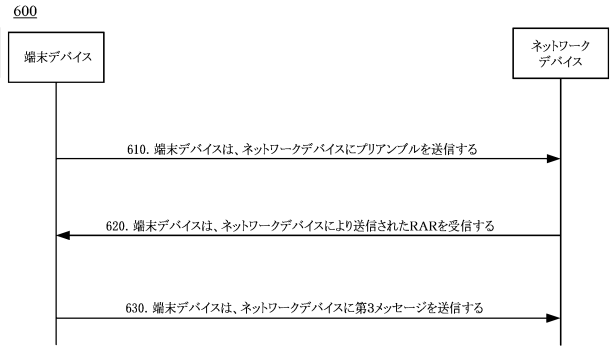 600
端末デバイス
ネットワーク
デバイス
610. 端末デバイスは、ネットワークデバイスにプリアンブルを送信する
620. 端末デバイスは、ネットワークデバイスにより送信されたRARを受信する
630. 端末デバイスは、ネットワークデバイスに第3メッセージを送信する